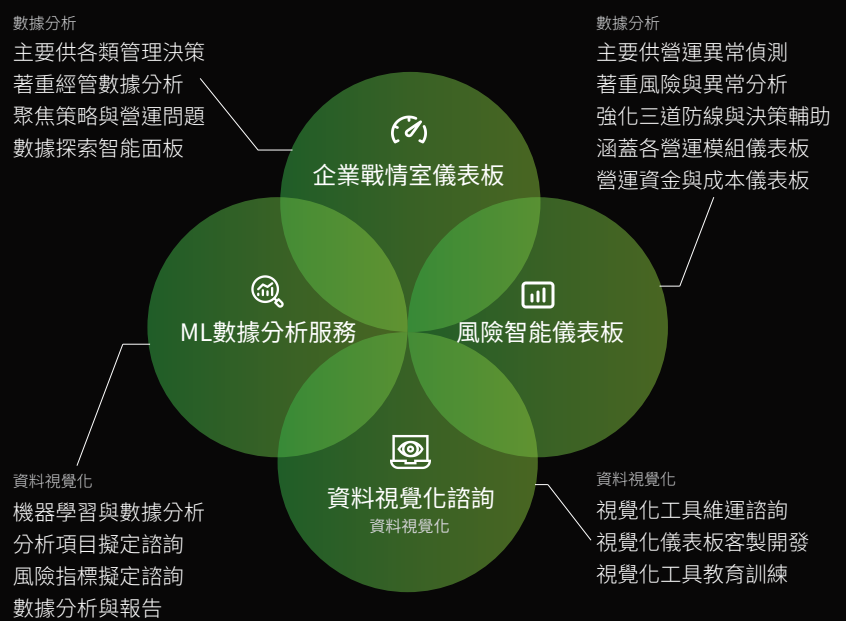 數據分析
主要供各類管理決策
著重經管數據分析
聚焦策略與營運問題
數據探索智能面板
數據分析
主要供營運異常偵測
著重風險與異常分析
強化三道防線與決策輔助
涵蓋各營運模組儀表板
營運資金與成本儀表板
企業戰情室儀表板
ML數據分析服務
風險智能儀表板
資料視覺化諮詢
資料視覺化
資料視覺化
機器學習與數據分析
分析項目擬定諮詢
風險指標擬定諮詢
數據分析與報告
資料視覺化
視覺化工具維運諮詢
視覺化儀表板客製開發
視覺化工具教育訓練